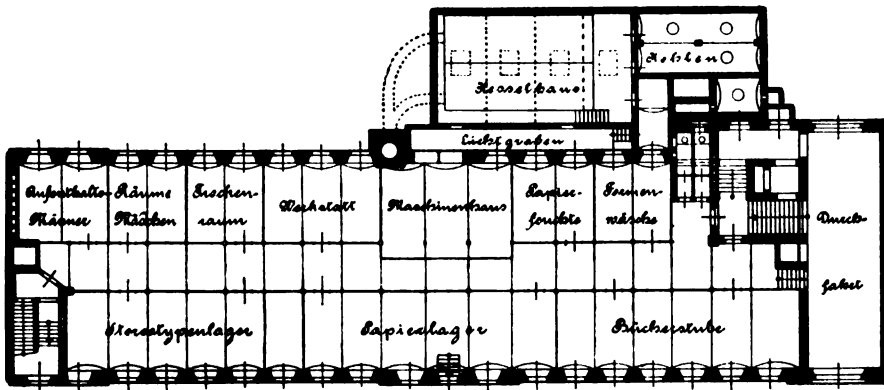 Kohlen
Kesselhaus
Lichtgraben
Aufenthalts-
Räume
Männer
Mädchen
Tischen-
raum
Werkstatt
Maschinenhaus
Papier-
feuchte
Formen-
wäsche
Durch-
fahrt
Stereotypenlager
Papierlager
Bücherstube